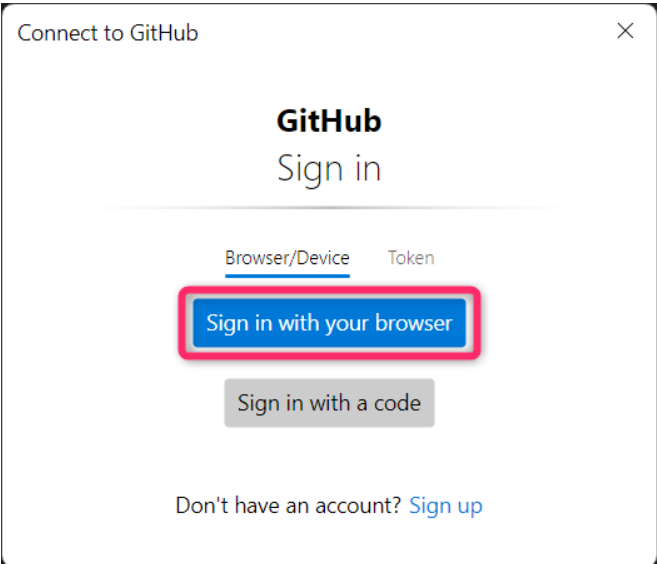 Connect to GitHub
GitHub
Sign in
Browser/Device Token
Sign in with your browser
Sign in with a code
Don't have an account? Sign up